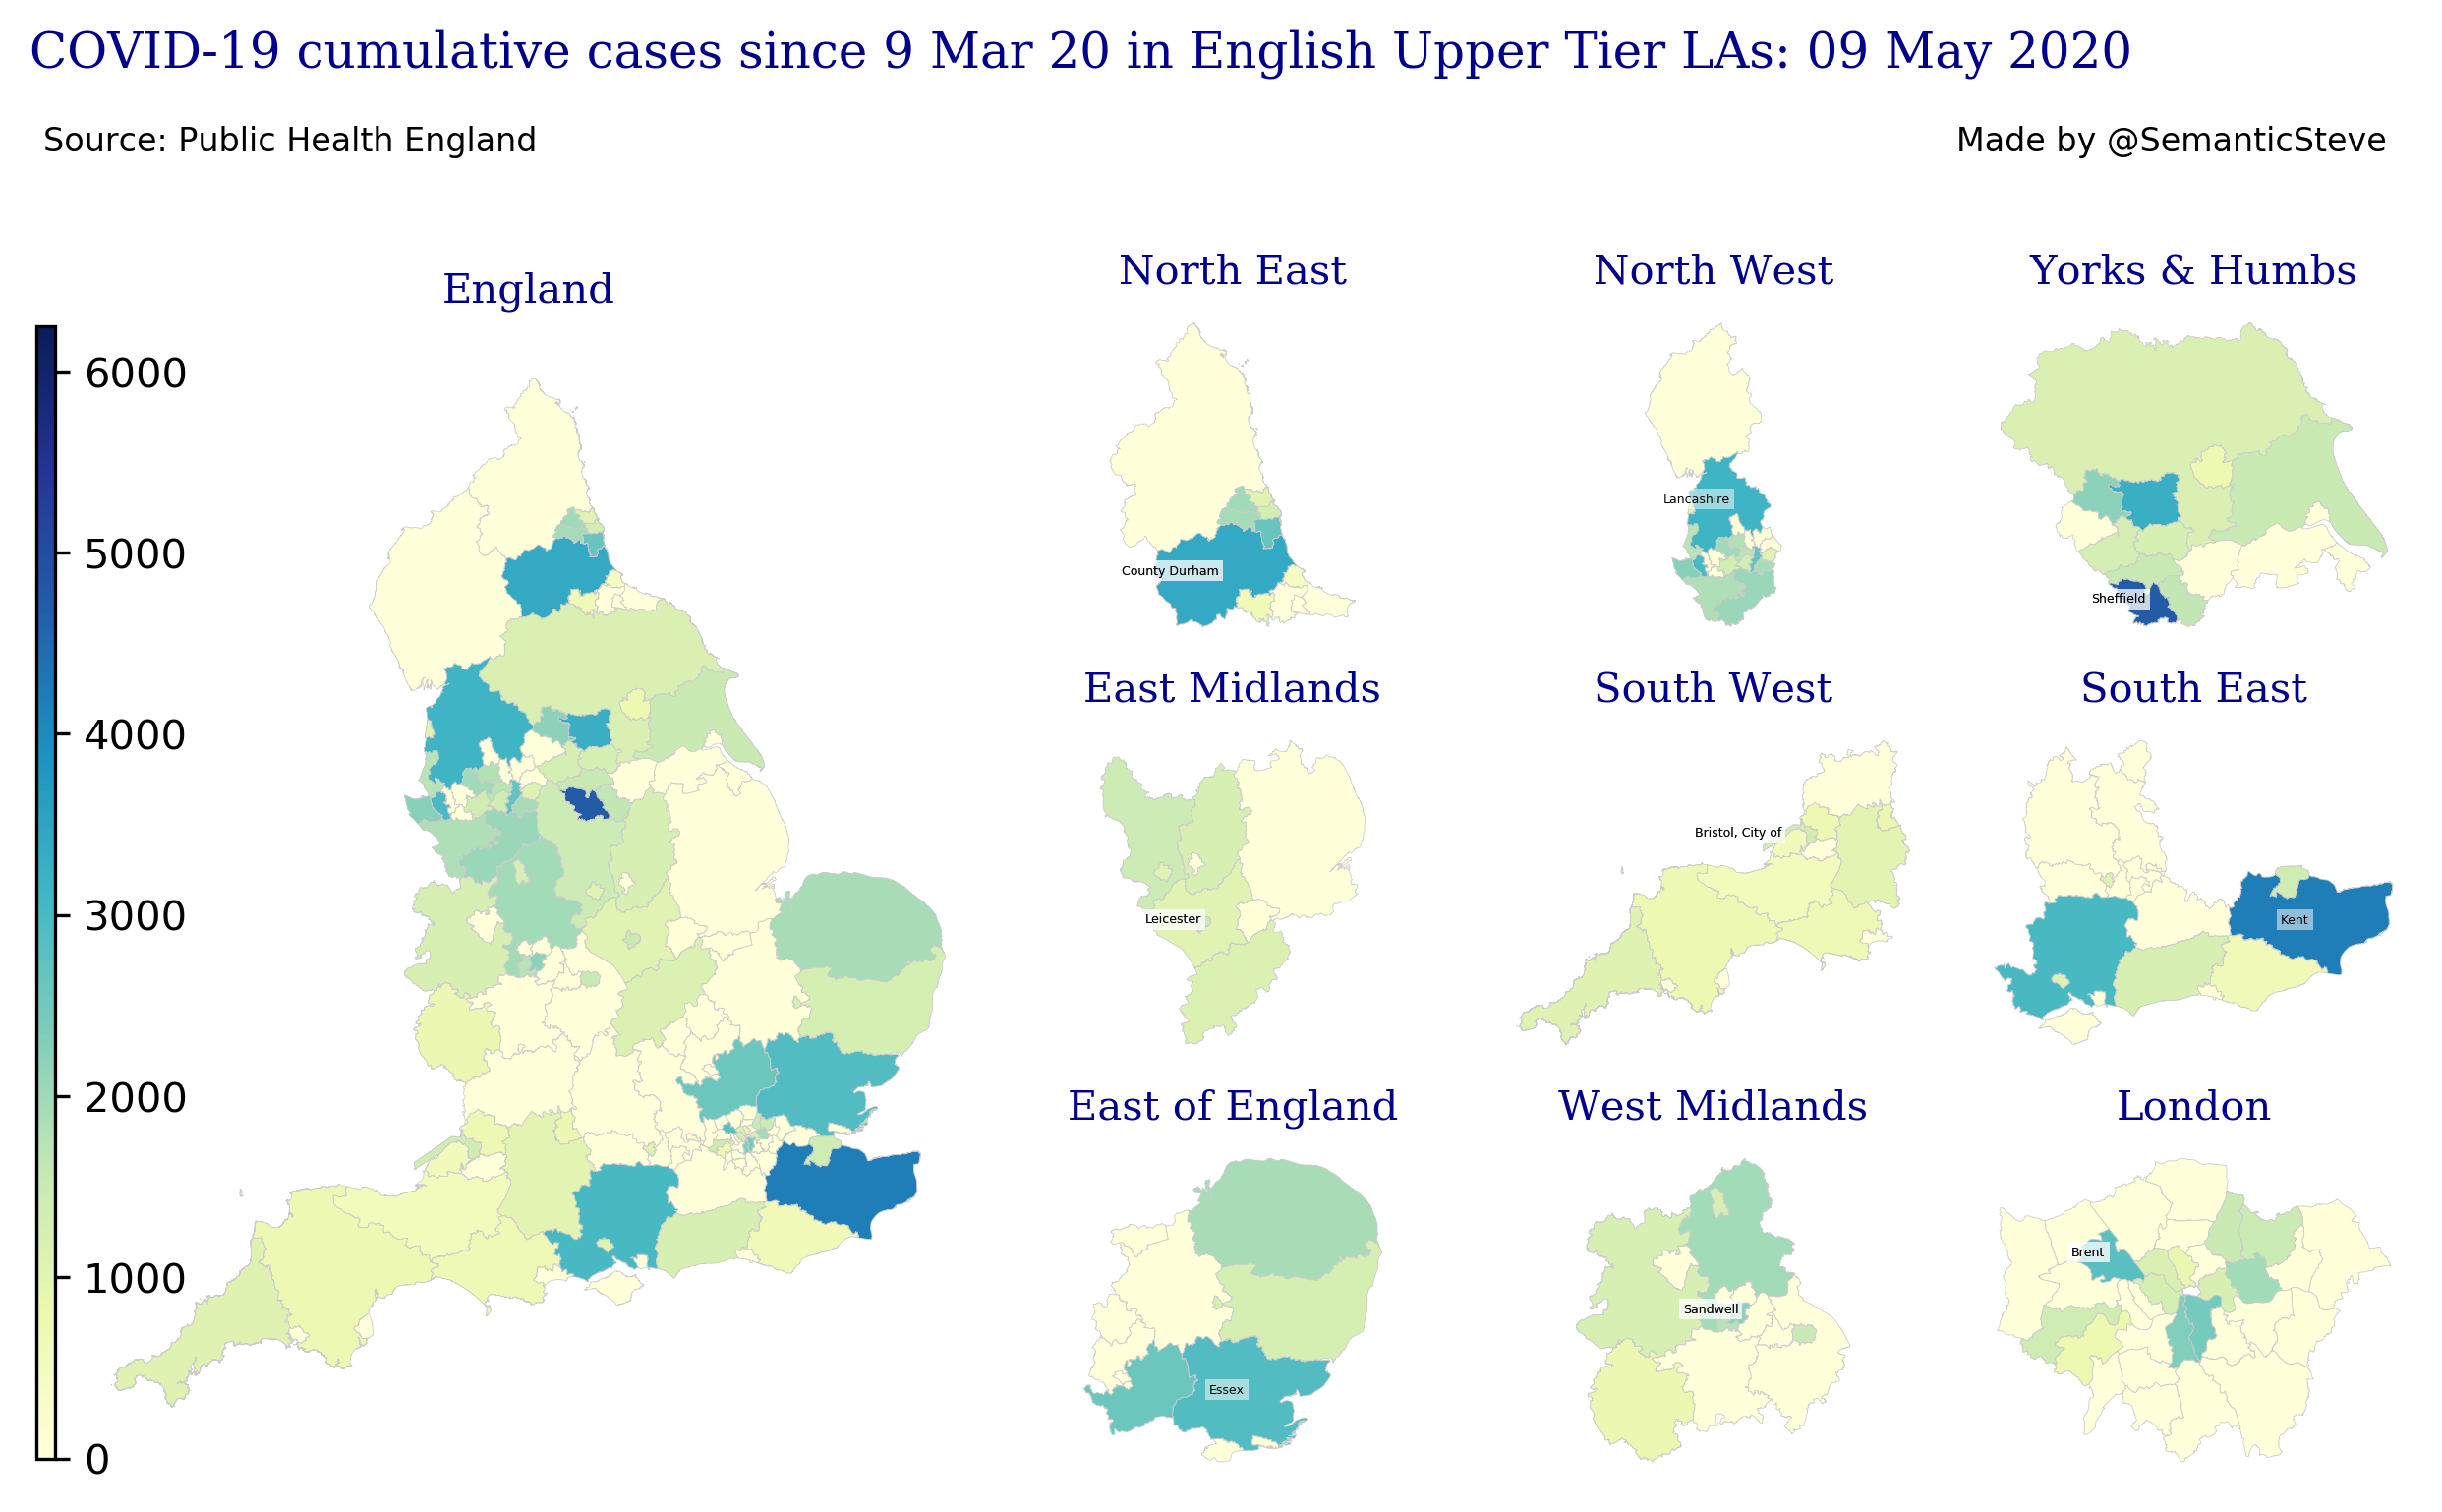 COVID-19 cumulative cases since 9 Mar 20 in English Upper Tier LAs: 09 May 2020
Source: Public Health England
Made by @SemanticSteve
England
6000
5000
4000
3000
2000
1000
0
North East
County Durham
North West
Lancashire
Yorks & Humbs
Sheffield
East Midlands
Leicester
South West
Bristol, City of
South East
Kent
East of England
Essex
West Midlands
Sandwell
London
Brent